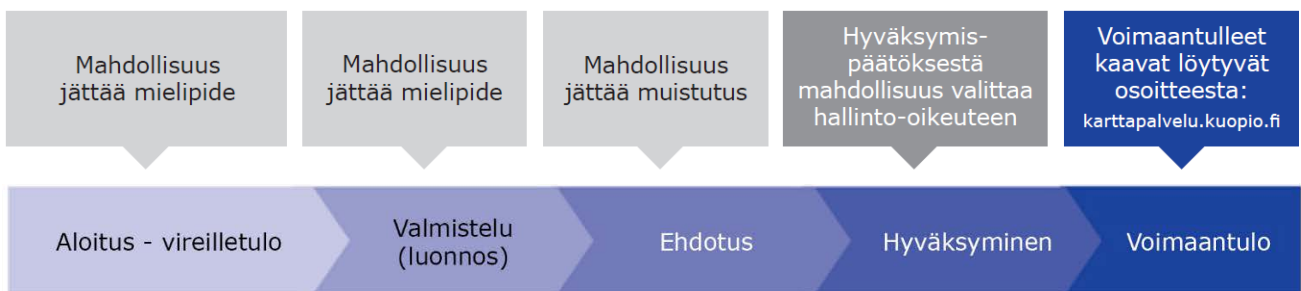 Mahdollisuus
jättää mielipide
Mahdollisuus
jättää mielipide
Mahdollisuus
jättää muistutus
Hyväksymis-
päätöksestä
mahdollisuus valittaa
hallinto-oikeuteen
Voimaantulleet
kaavat löytyvät
osoitteesta:
karttapalvelu.kuopio.fi
Aloitus - vireilletulo
Valmistelu
(luonnos)
Ehdotus
Hyväksyminen
Voimaantulo